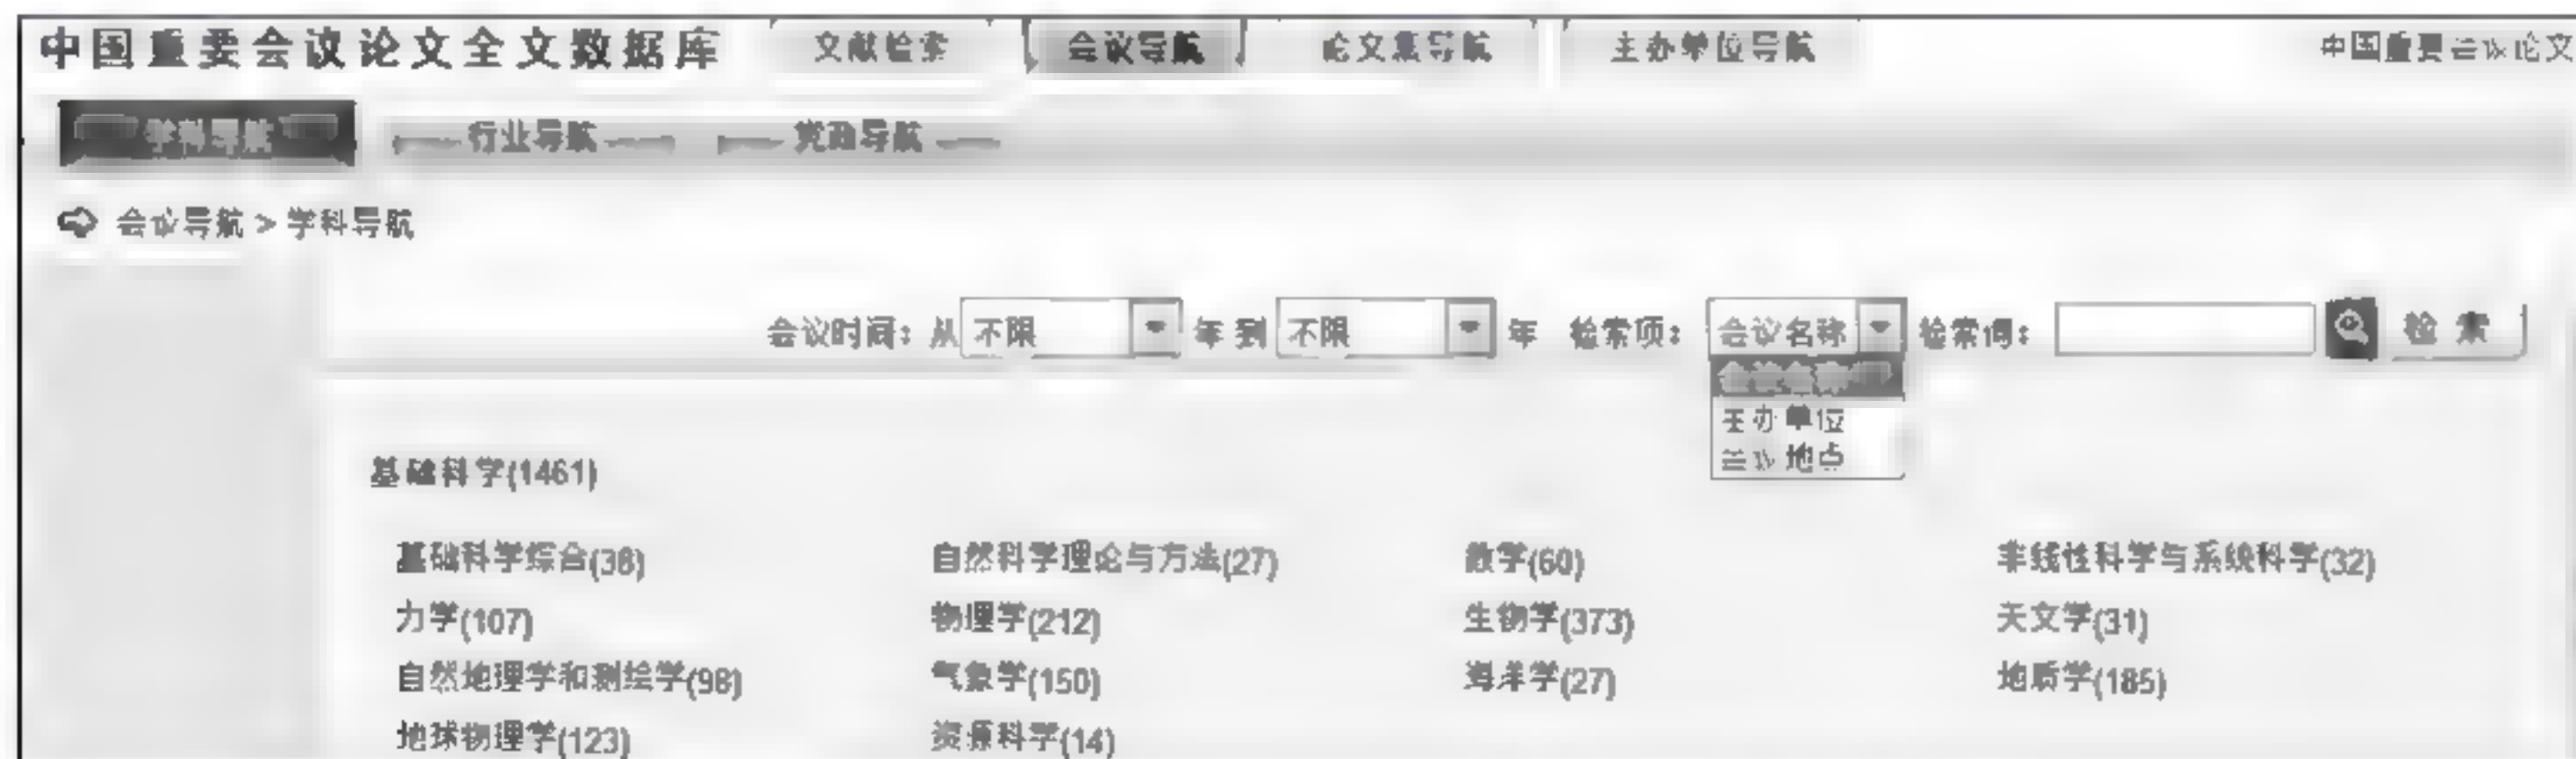 中国重要会议论文全文数据库 文献检索 会议导航 论文集导航 主办单位导航 中国重要会议论文
学科导航 行业导航 党政导航
会议导航 > 学科导航
会议时间：从 不限 年 到 不限 年 检索项： 会议名称 检索词： 检 索
会议名称
主办单位
会议地点
基础科学(1461)
基础科学综合(38) 自然科学理论与方法(27) 数学(60) 非线性科学与系统科学(32)
力学(107) 物理学(212) 生物学(373) 天文学(31)
自然地理学和测绘学(98) 气象学(150) 海洋学(27) 地质学(185)
地球物理学(123) 资源科学(14)